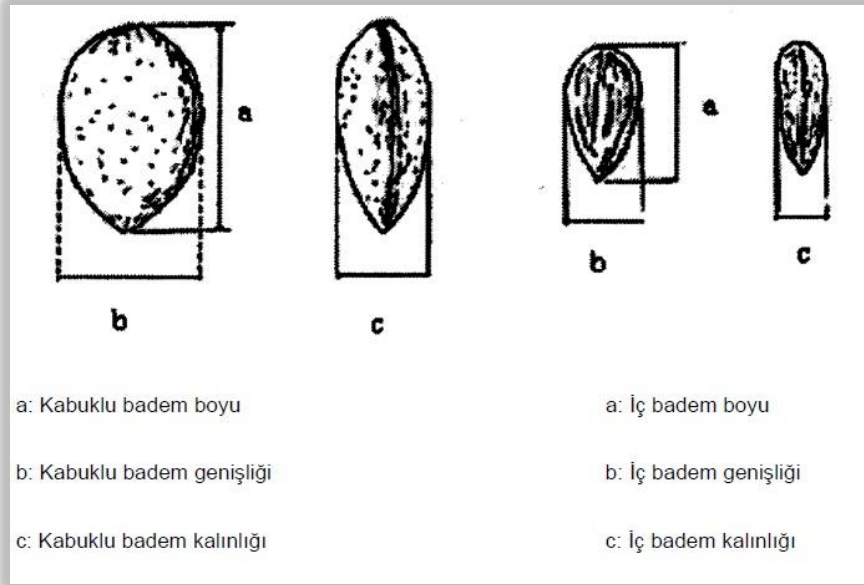 a
a
b
c
b
c
a: Kabuklu badem boyu
a: İç badem boyu
b: Kabuklu badem genişliği
b: İç badem genişliği
c: Kabuklu badem kalınlığı
c: İç badem kalınlığı